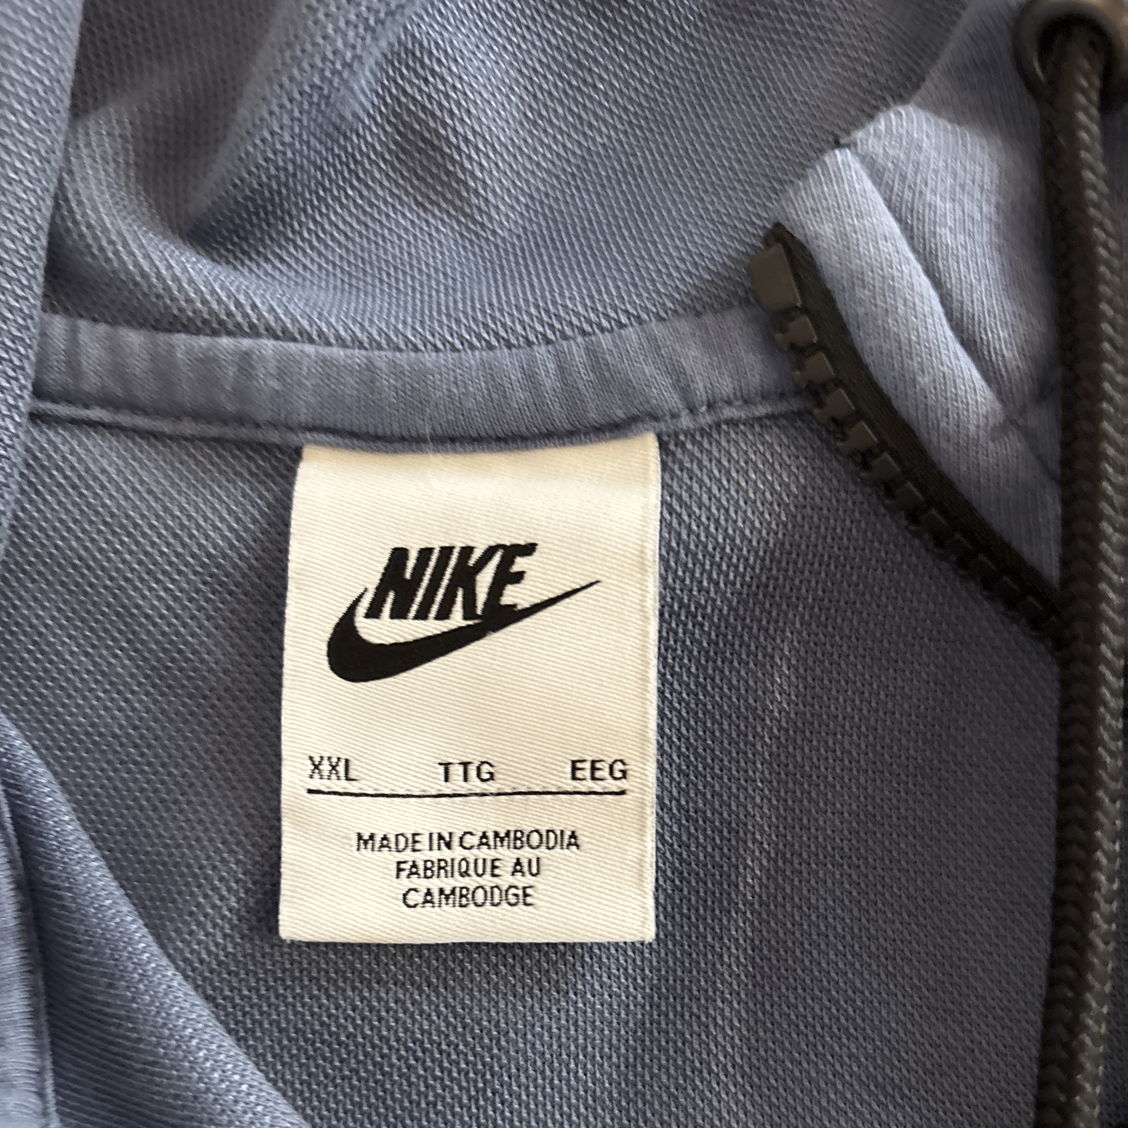 NIKE
XXL TTG EEG
MADE IN CAMBODIA
FABRIQUE AU
CAMBODGE